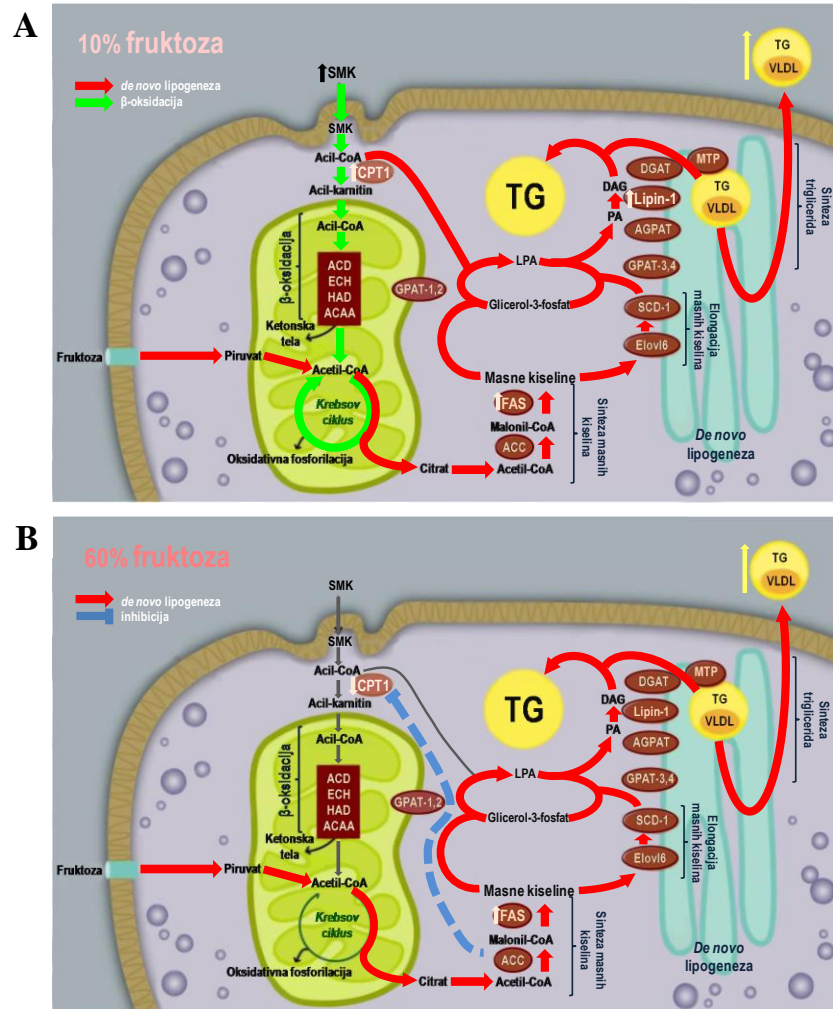 A
10% fruktoza
de novo lipogeneza
β-oksidacija
SMK
SMK
Acil-CoA
CPT1
Acil-karnitin
Acil-CoA
β-oksidacija
ACD
ECH
HAD
ACAA
Ketonska
tela
GPAT-1,2
Fruktoza
Piruvat
Acetil-CoA
Krebsov
ciklus
Oksidativna fosforilacija
Citrat
Acetil-CoA
ACC
Malonil-CoA
FAS
Masne kiseline
Sinteza masnih
kiselina
Glicerol-3-fosfat
LPA
PA
DAG
TG
DGAT
MTP
Lipin-1
AGPAT
GPAT-3,4
SCD-1
Elovl6
Elongacija
masnih kiselina
Sinteza
triglicerida
TG
VLDL
TG
VLDL
De novo
lipogeneza
B
60% fruktoza
de novo lipogeneza
inhibicija
SMK
SMK
Acil-CoA
CPT1
Acil-karnitin
Acil-CoA
β-oksidacija
ACD
ECH
HAD
ACAA
Ketonska
tela
GPAT-1,2
Fruktoza
Piruvat
Acetil-CoA
Krebsov
ciklus
Oksidativna fosforilacija
Citrat
Acetil-CoA
ACC
Malonil-CoA
FAS
Masne kiseline
Sinteza masnih
kiselina
Glicerol-3-fosfat
LPA
PA
DAG
TG
DGAT
MTP
Lipin-1
AGPAT
GPAT-3,4
SCD-1
Elovl6
Elongacija
masnih kiselina
Sinteza
triglicerida
TG
VLDL
TG
VLDL
De novo
lipogeneza